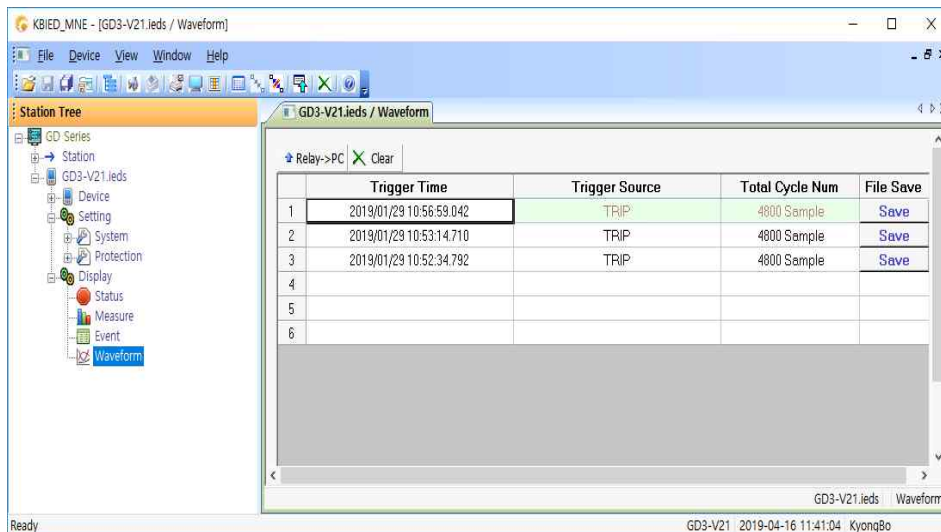 KBIED_MNE - [GD3-V21.ieds / Waveform]
File Device View Window Help
Station Tree
GD Series
Station
GD3-V21.ieds
Device
Setting
System
Protection
Display
Status
Measure
Event
Waveform
GD3-V21.ieds / Waveform
Relay->PC Clear
Trigger Time Trigger Source Total Cycle Num File Save
1 2019/01/29 10:56:59.042 TRIP 4800 Sample Save
2 2019/01/29 10:53:14.710 TRIP 4800 Sample Save
3 2019/01/29 10:52:34.792 TRIP 4800 Sample Save
4
5
6
GD3-V21.ieds Waveform
Ready GD3-V21 2019-04-16 11:41:04 KyongBo